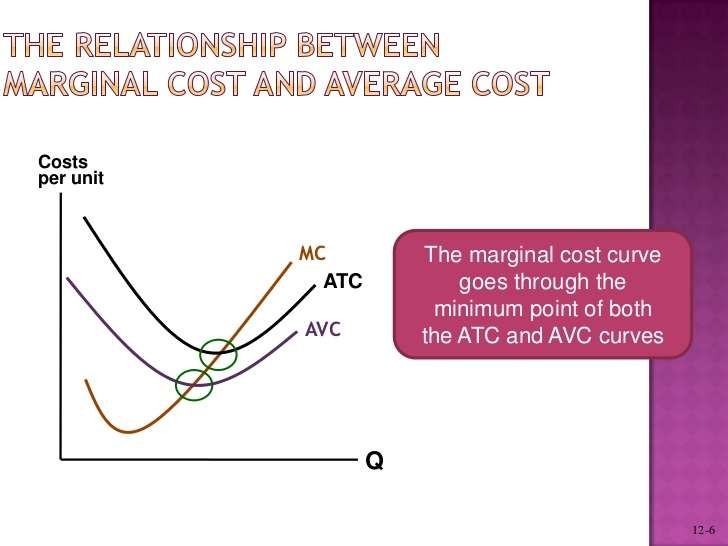 THE RELATIONSHIP BETWEEN
MARGINAL COST AND AVERAGE COST
Costs
per unit
MC
ATC
AVC
The marginal cost curve
goes through the
minimum point of both
the ATC and AVC curves
Q
12-6